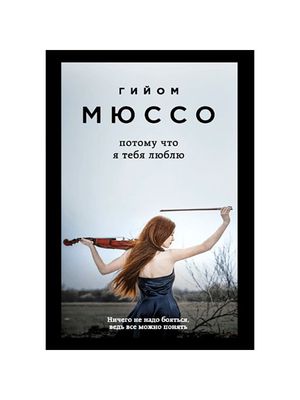 ГИЙОМ
МЮССО
потому что
я тебя люблю
Ничего не надо бояться,
ведь все можно понять